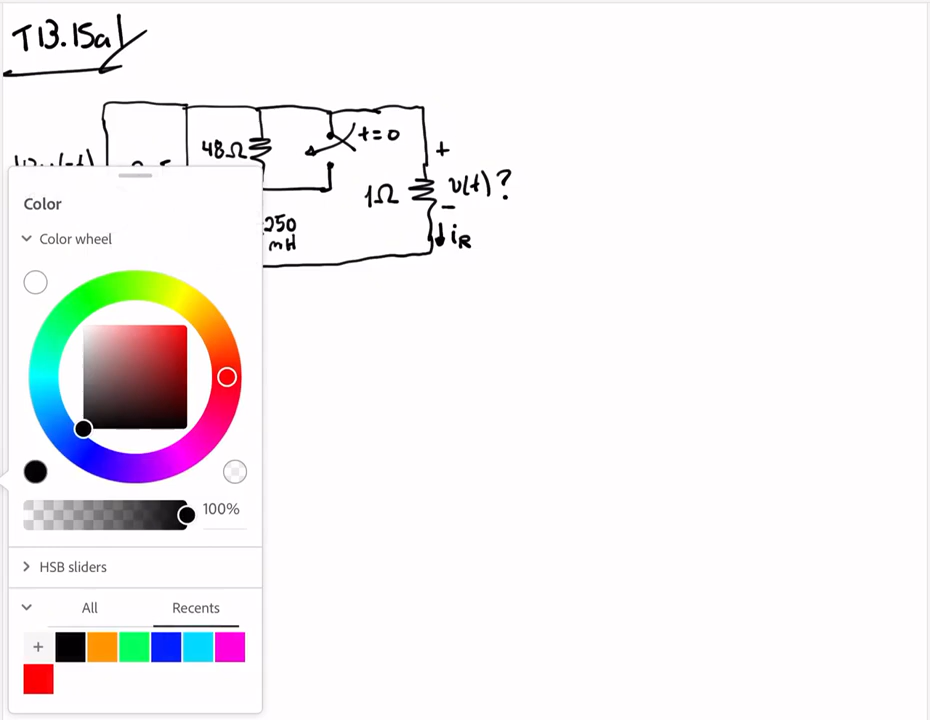 T13.15a
48Ω
t=0
+
1Ω
v(t)?
−
250
mH
iR
Color
Color wheel
100%
HSB sliders
All
Recents
+